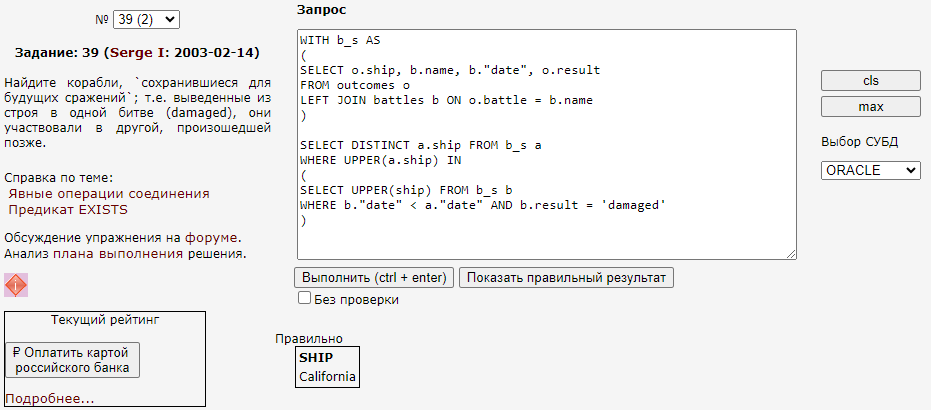 № 39 (2)
Задание: 39 (Serge I: 2003-02-14)
Найдите корабли, `сохранившиеся для
будущих сражений`; т.е. выведенные из
строя в одной битве (damaged), они
участвовали в другой, произошедшей
позже.
Справка по теме:
Явные операции соединения
Предикат EXISTS
Обсуждение упражнения на форуме.
Анализ плана выполнения решения.
Текущий рейтинг
₽ Оплатить картой
российского банка
Подробнее...
Запрос
WITH b_s AS
(
SELECT o.ship, b.name, b."date", o.result
FROM outcomes o
LEFT JOIN battles b ON o.battle = b.name
)
SELECT DISTINCT a.ship FROM b_s a
WHERE UPPER(a.ship) IN
(
SELECT UPPER(ship) FROM b_s b
WHERE b."date" < a."date" AND b.result = 'damaged'
)
Выполнить (ctrl + enter) Показать правильный результат
Без проверки
Правильно
SHIP
California
cls
max
Выбор СУБД
ORACLE